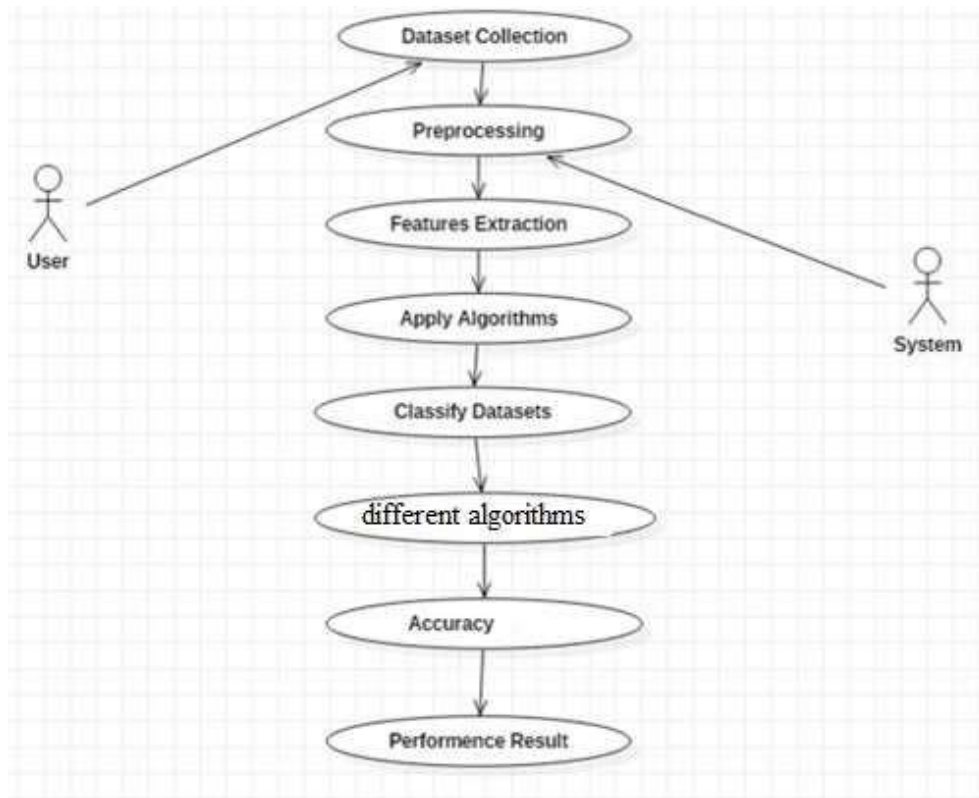 Dataset Collection
Preprocessing
Features Extraction
User
Apply Algorithms
System
Classify Datasets
different algorithms
Accuracy
Performence Result